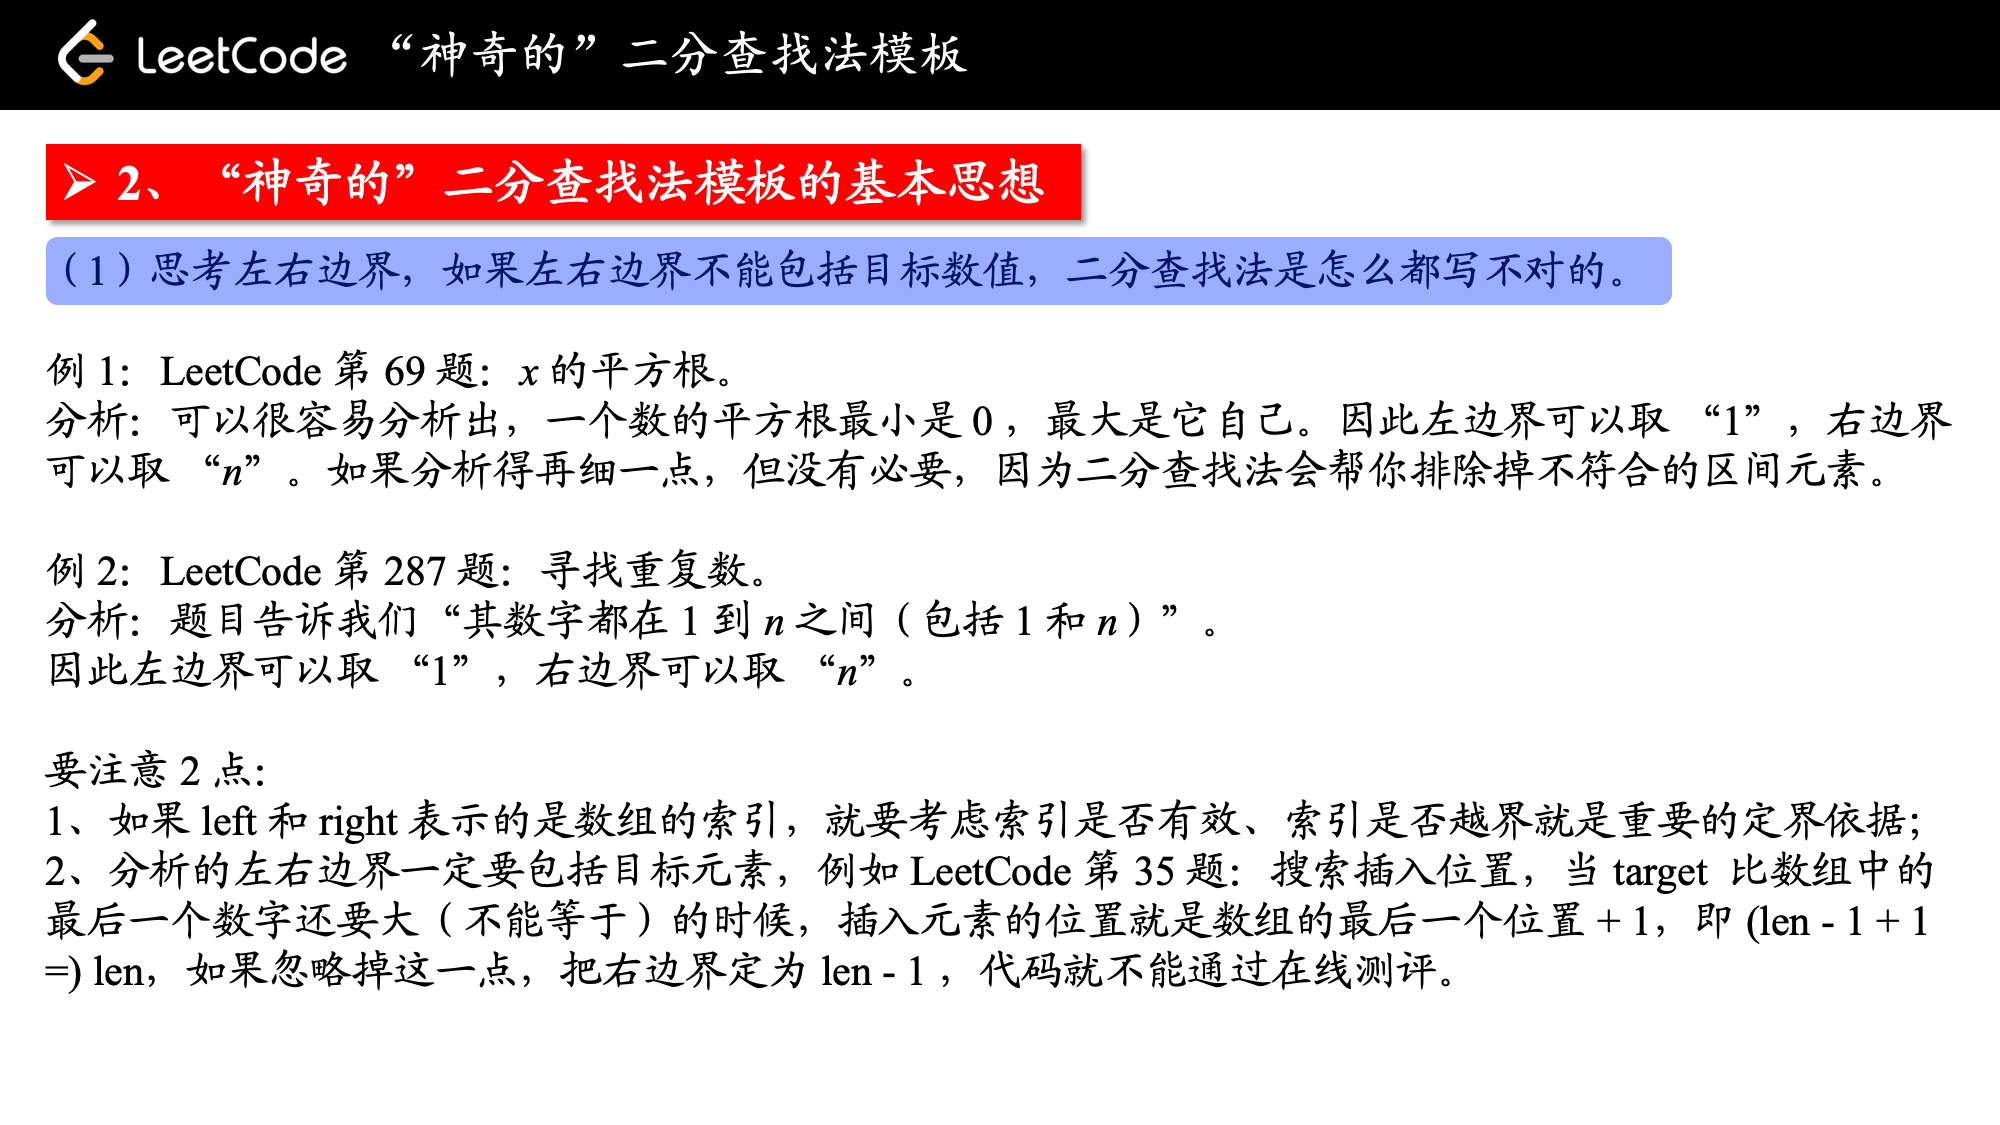 LeetCode “神奇的”二分查找法模板
➢ 2、“神奇的”二分查找法模板的基本思想
（1）思考左右边界，如果左右边界不能包括目标数值，二分查找法是怎么都写不对的。
例 1：LeetCode 第 69 题：x 的平方根。
分析：可以很容易分析出，一个数的平方根最小是 0 ，最大是它自己。因此左边界可以取 “1” ，右边界
可以取 “n” 。如果分析得再细一点，但没有必要，因为二分查找法会帮你排除掉不符合的区间元素。
例 2：LeetCode 第 287 题：寻找重复数。
分析：题目告诉我们“其数字都在 1 到 n 之间（包括 1 和 n）” 。
因此左边界可以取 “1” ，右边界可以取 “n” 。
要注意 2 点：
1、如果 left 和 right 表示的是数组的索引，就要考虑索引是否有效、索引是否越界就是重要的定界依据；
2、分析的左右边界一定要包括目标元素，例如 LeetCode 第 35 题：搜索插入位置，当 target 比数组中的
最后一个数字还要大（不能等于）的时候，插入元素的位置就是数组的最后一个位置 + 1，即 (len - 1 + 1
=) len，如果忽略掉这一点，把右边界定为 len - 1 ，代码就不能通过在线测评。